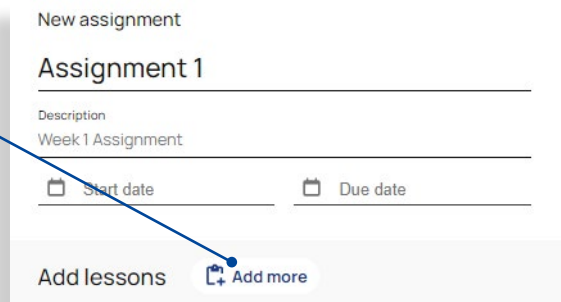 New assignment
Assignment 1
Description
Week 1 Assignment
Start date Due date
Add lessons Add more